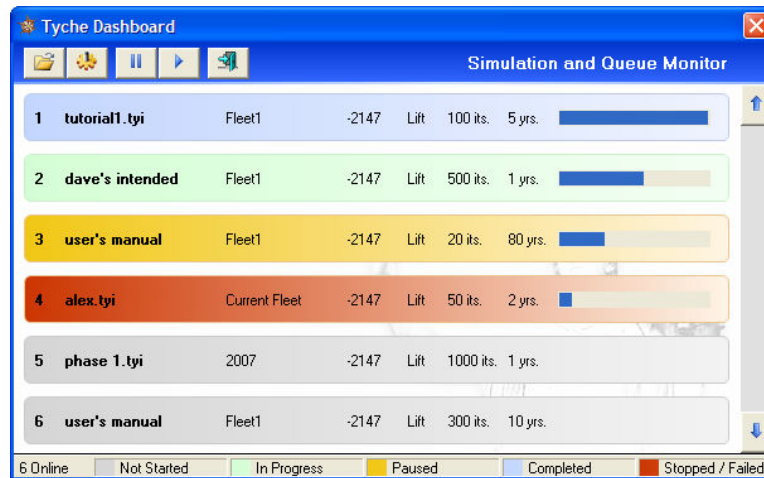 Tyche Dashboard
Simulation and Queue Monitor
1 tutorial1.tyi Fleet1 -2147 Lift 100 its. 5 yrs.
2 dave's intended Fleet1 -2147 Lift 500 its. 1 yrs.
3 user's manual Fleet1 -2147 Lift 20 its. 80 yrs.
4 alex.tyi Current Fleet -2147 Lift 50 its. 2 yrs.
5 phase 1.tyi 2007 -2147 Lift 1000 its. 1 yrs.
6 user's manual Fleet1 -2147 Lift 300 its. 10 yrs.
6 Online Not Started In Progress Paused Completed Stopped / Failed